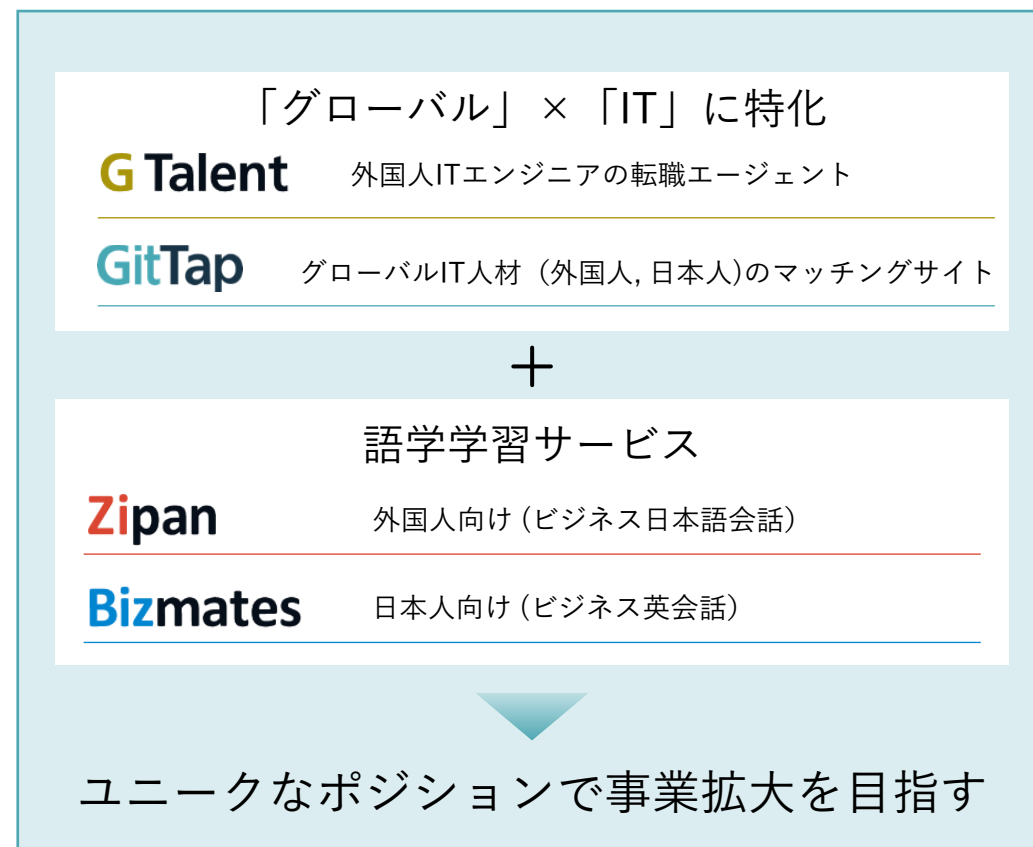 「グローバル」×「IT」に特化
G Talent 外国人ITエンジニアの転職エージェント
GitTap グローバルIT人材（外国人, 日本人)のマッチングサイト
＋
語学学習サービス
Zipan 外国人向け (ビジネス日本語会話）
Bizmates 日本人向け (ビジネス英会話）
ユニークなポジションで事業拡大を目指す